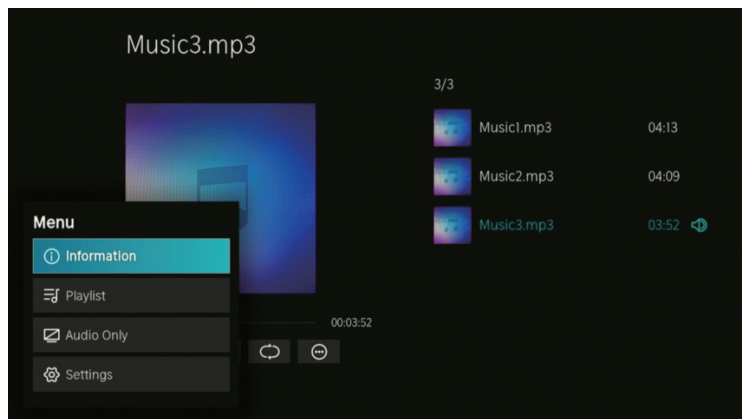 Music3.mp3
3/3
Music1.mp3 04:13
Music2.mp3 04:09
Music3.mp3 03:52
Menu
Information
Playlist
Audio Only
Settings
00:03:52